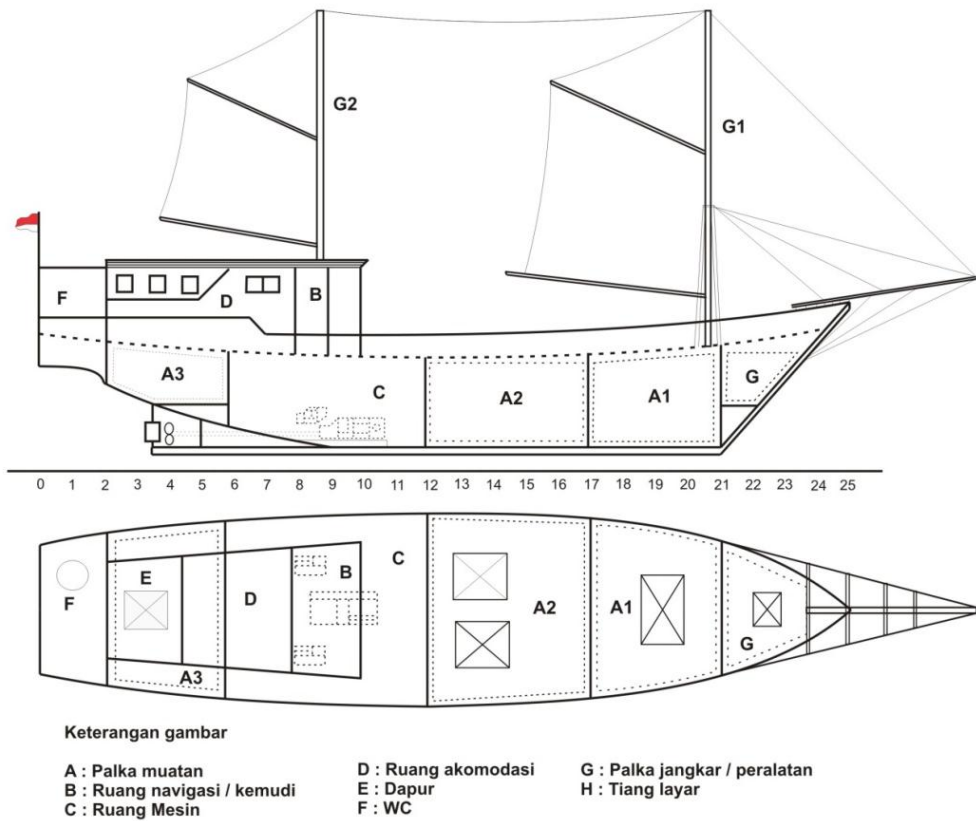 G2
G1
F
D
B
A3
C
A2
A1
G
0 1 2 3 4 5 6 7 8 9 10 11 12 13 14 15 16 17 18 19 20 21 22 23 24 25
E
B
C
F
D
A2
A1
G
A3
Keterangan gambar
A : Palka muatan
B : Ruang navigasi / kemudi
C : Ruang Mesin
D : Ruang akomodasi
E : Dapur
F : WC
G : Palka jangkar / peralatan
H : Tiang layar